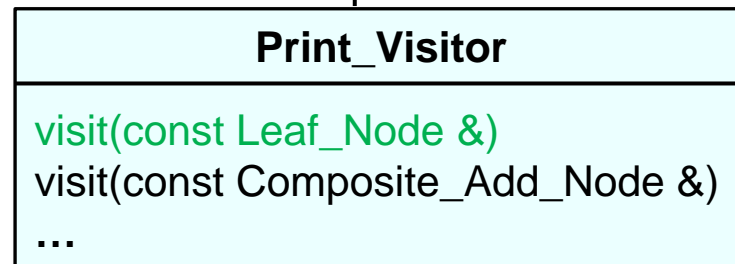 Print_Visitor
visit(const Leaf_Node &)
visit(const Composite_Add_Node &)
...